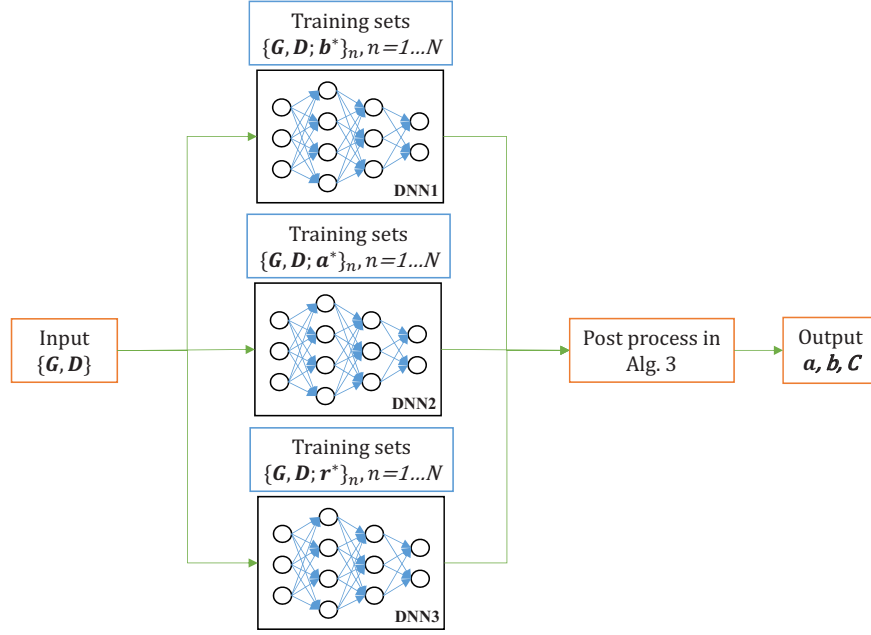 Training sets
{G, D; b*}ₙ, n=1...N
DNN1
Training sets
{G, D; a*}ₙ, n=1...N
Input
{G, D}
DNN2
Post process in
Alg. 3
Output
a, b, C
Training sets
{G, D; r*}ₙ, n=1...N
DNN3